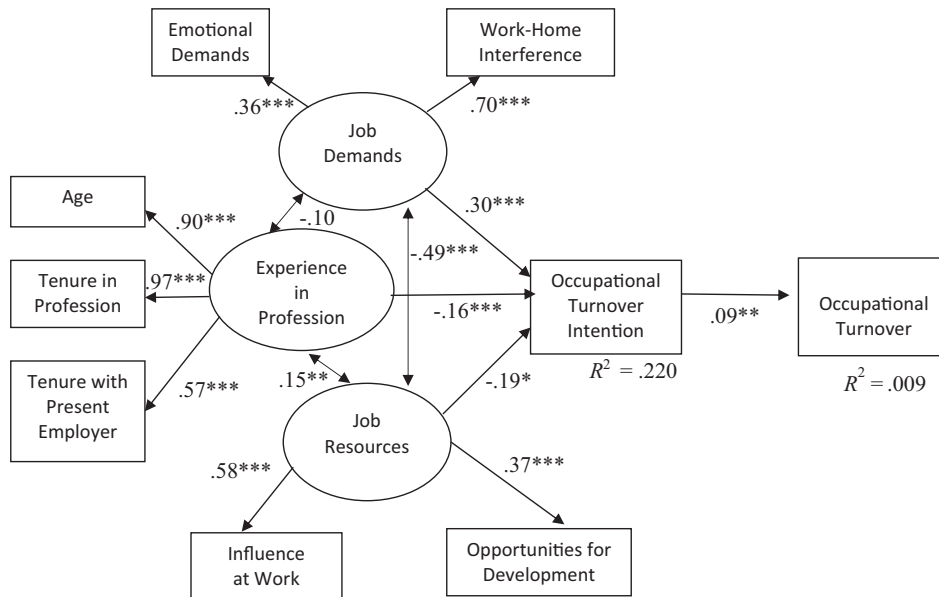 Emotional
Demands
Work-Home
Interference
.36***
.70***
Job
Demands
Age
.90***
-.10
.30***
Tenure in
Profession
.97***
Experience
in
Profession
-.49***
-.16***
Occupational
Turnover
Intention
R² = .220
.09**
Occupational
Turnover
R² = .009
Tenure with
Present
Employer
.57***
.15**
-.19*
Job
Resources
.58***
.37***
Influence
at Work
Opportunities for
Development